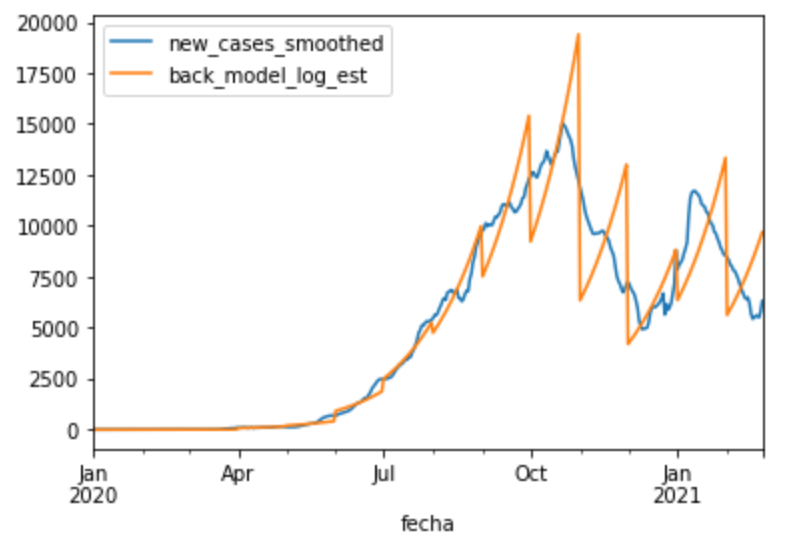 20000
17500
15000
12500
10000
7500
5000
2500
0
new_cases_smoothed
back_model_log_est
Jan Apr Jul Oct Jan
2020 2021
fecha